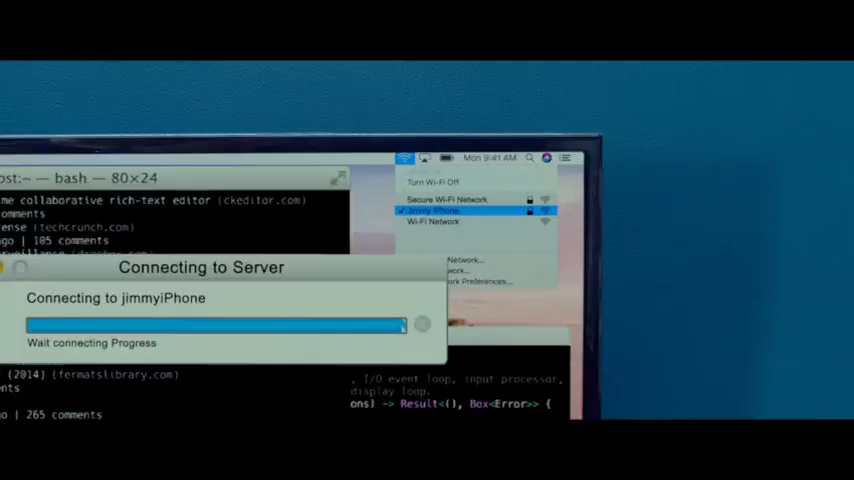 Mon 9:41 AM
ost:~ — bash — 80×24
Turn Wi-Fi Off
me collaborative rich-text editor (ckeditor.com)
omments
Secure Wi-Fi Network
Jimmy iPhone
Wi-Fi Network
ense (techcrunch.com)
go | 105 comments
Network...
work...
work Preferences...
Connecting to Server
Connecting to jimmyiPhone
Wait connecting Progress
(2014) (fermatslibrary.com)
nts
go | 265 comments
, I/O event loop, input processor,
display loop.
ons) -> Result<(), Box<Error>> {